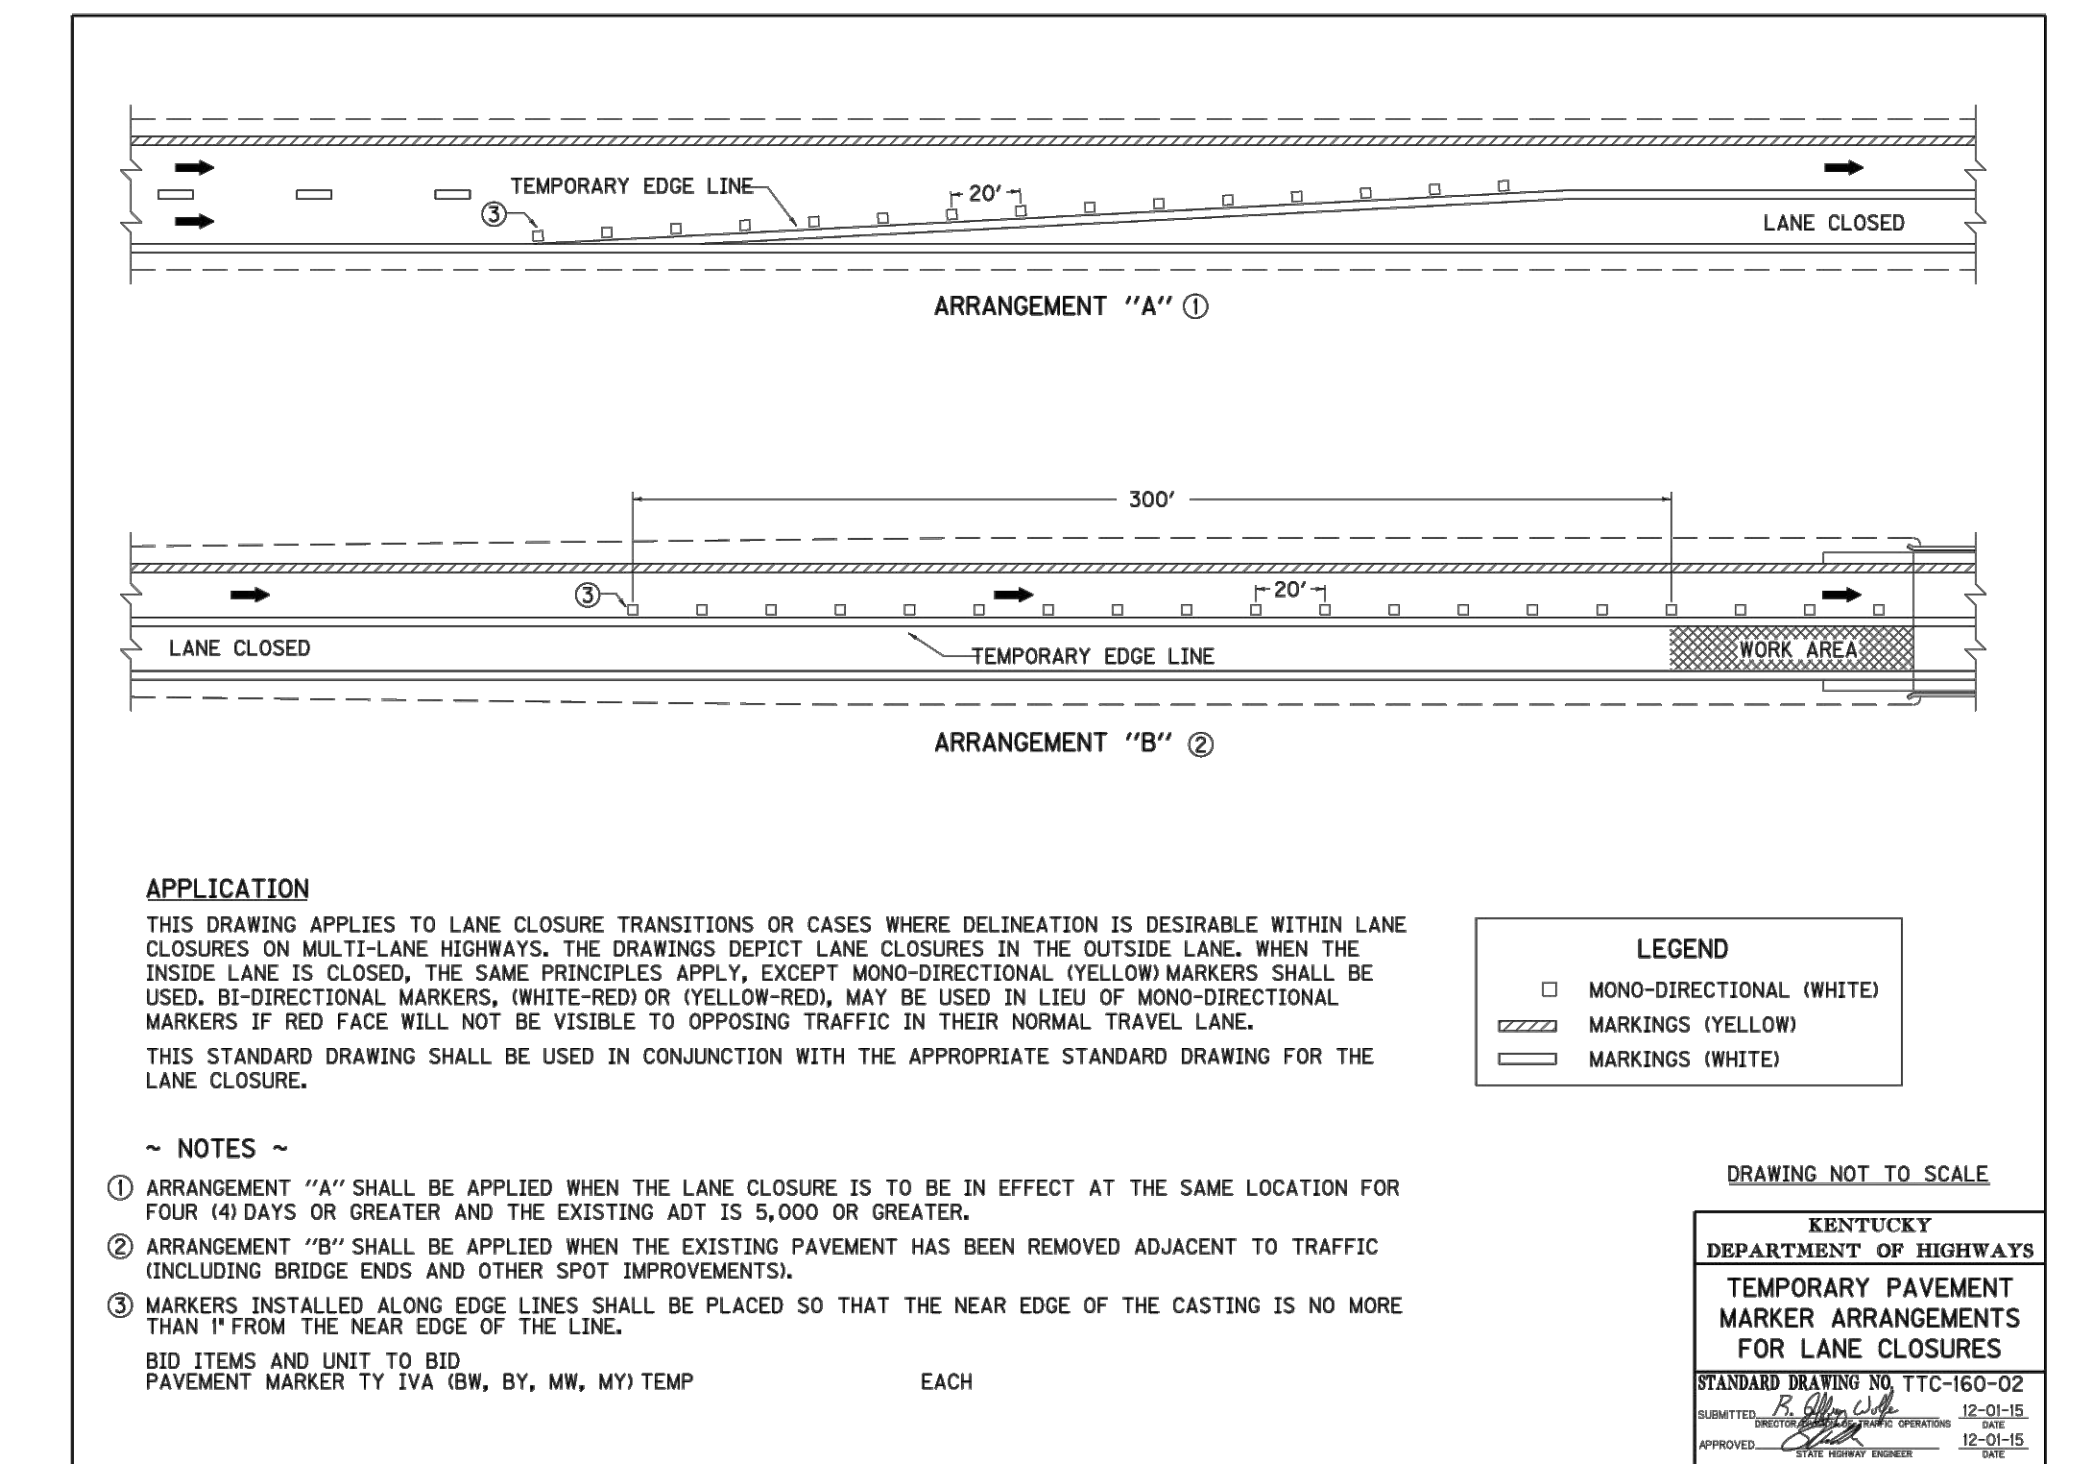 TEMPORARY EDGE LINE
20'
③
LANE CLOSED
ARRANGEMENT "A" ①
300'
③
20'
LANE CLOSED
TEMPORARY EDGE LINE
WORK AREA
ARRANGEMENT "B" ②
APPLICATION
THIS DRAWING APPLIES TO LANE CLOSURE TRANSITIONS OR CASES WHERE DELINEATION IS DESIRABLE WITHIN LANE
CLOSURES ON MULTI-LANE HIGHWAYS. THE DRAWINGS DEPICT LANE CLOSURES IN THE OUTSIDE LANE. WHEN THE
INSIDE LANE IS CLOSED, THE SAME PRINCIPLES APPLY, EXCEPT MONO-DIRECTIONAL (YELLOW) MARKERS SHALL BE
USED. BI-DIRECTIONAL MARKERS, (WHITE-RED) OR (YELLOW-RED), MAY BE USED IN LIEU OF MONO-DIRECTIONAL
MARKERS IF RED FACE WILL NOT BE VISIBLE TO OPPOSING TRAFFIC IN THEIR NORMAL TRAVEL LANE.
THIS STANDARD DRAWING SHALL BE USED IN CONJUNCTION WITH THE APPROPRIATE STANDARD DRAWING FOR THE
LANE CLOSURE.
LEGEND
MONO-DIRECTIONAL (WHITE)
MARKINGS (YELLOW)
MARKINGS (WHITE)
~ NOTES ~
① ARRANGEMENT "A" SHALL BE APPLIED WHEN THE LANE CLOSURE IS TO BE IN EFFECT AT THE SAME LOCATION FOR
FOUR (4) DAYS OR GREATER AND THE EXISTING ADT IS 5,000 OR GREATER.
② ARRANGEMENT "B" SHALL BE APPLIED WHEN THE EXISTING PAVEMENT HAS BEEN REMOVED ADJACENT TO TRAFFIC
(INCLUDING BRIDGE ENDS AND OTHER SPOT IMPROVEMENTS).
③ MARKERS INSTALLED ALONG EDGE LINES SHALL BE PLACED SO THAT THE NEAR EDGE OF THE CASTING IS NO MORE
THAN 1" FROM THE NEAR EDGE OF THE LINE.
BID ITEMS AND UNIT TO BID
PAVEMENT MARKER TY IVA (BW, BY, MW, MY) TEMP EACH
DRAWING NOT TO SCALE
KENTUCKY
DEPARTMENT OF HIGHWAYS
TEMPORARY PAVEMENT
MARKER ARRANGEMENTS
FOR LANE CLOSURES
STANDARD DRAWING NO. TTC-160-02
SUBMITTED R. Jeffrey Wolfe 12-01-15
DIRECTOR DIVISION OF TRAFFIC OPERATIONS DATE
APPROVED 12-01-15
STATE HIGHWAY ENGINEER DATE